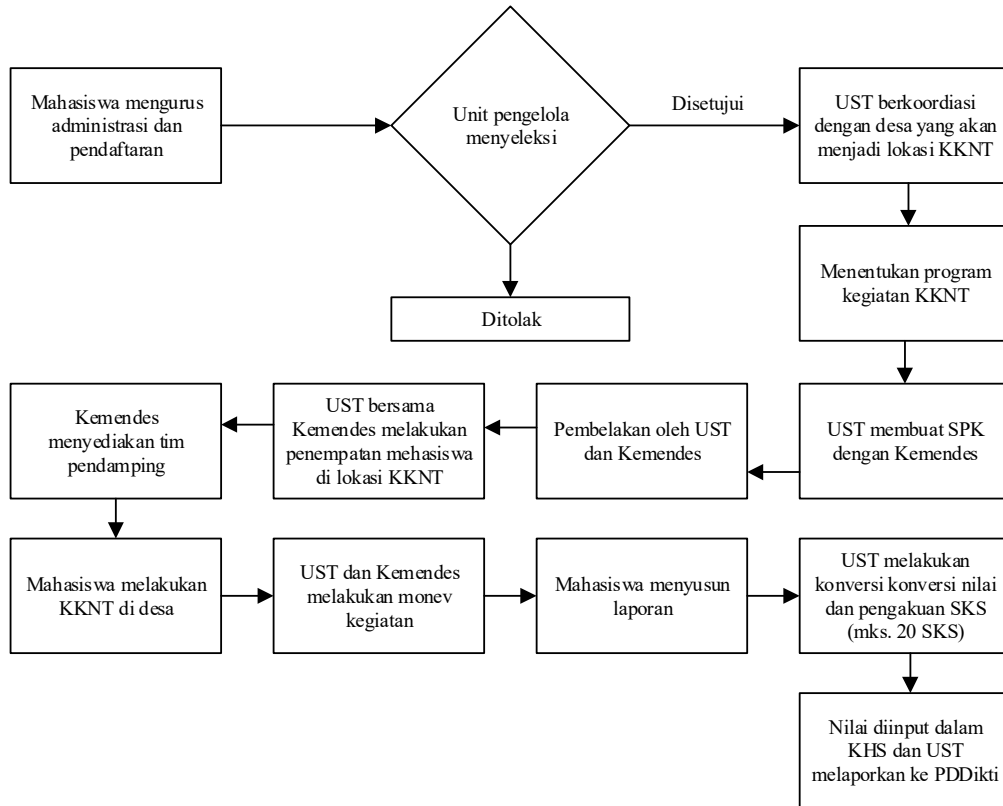 Mahasiswa mengurus
administrasi dan
pendaftaran
Unit pengelola
menyeleksi
Disetujui
UST berkoordiasi
dengan desa yang akan
menjadi lokasi KKNT
Ditolak
Menentukan program
kegiatan KKNT
UST membuat SPK
dengan Kemendes
Pembelakan oleh UST
dan Kemendes
UST bersama
Kemendes melakukan
penempatan mehasiswa
di lokasi KKNT
Kemendes
menyediakan tim
pendamping
Mahasiswa melakukan
KKNT di desa
UST dan Kemendes
melakukan monev
kegiatan
Mahasiswa menyusun
laporan
UST melakukan
konversi konversi nilai
dan pengakuan SKS
(mks. 20 SKS)
Nilai diinput dalam
KHS dan UST
melaporkan ke PDDikti